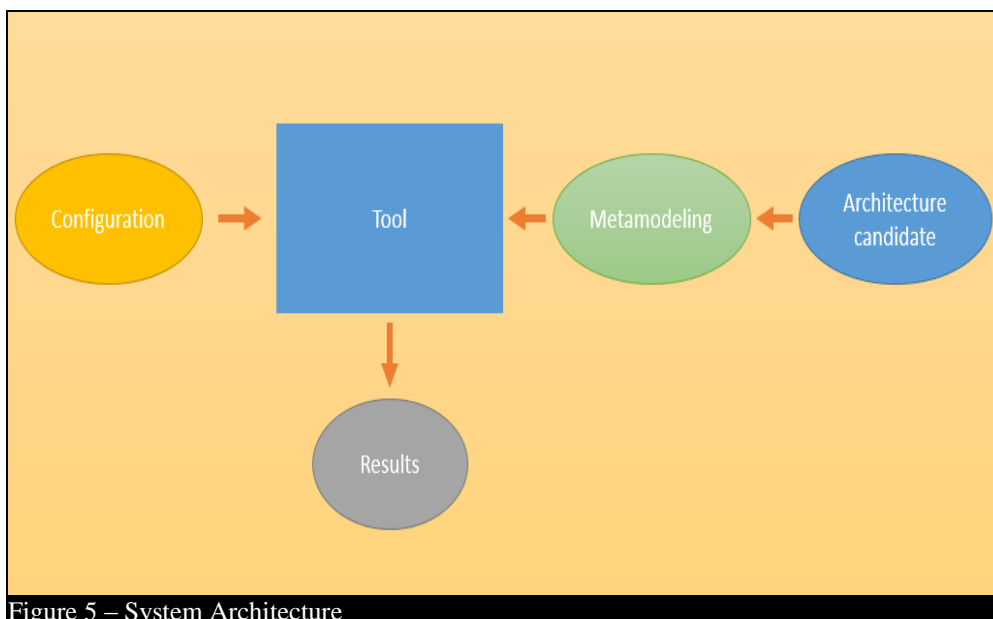 Configuration
Tool
Metamodeling
Architecture
candidate
Results
Figure 5 – System Architecture